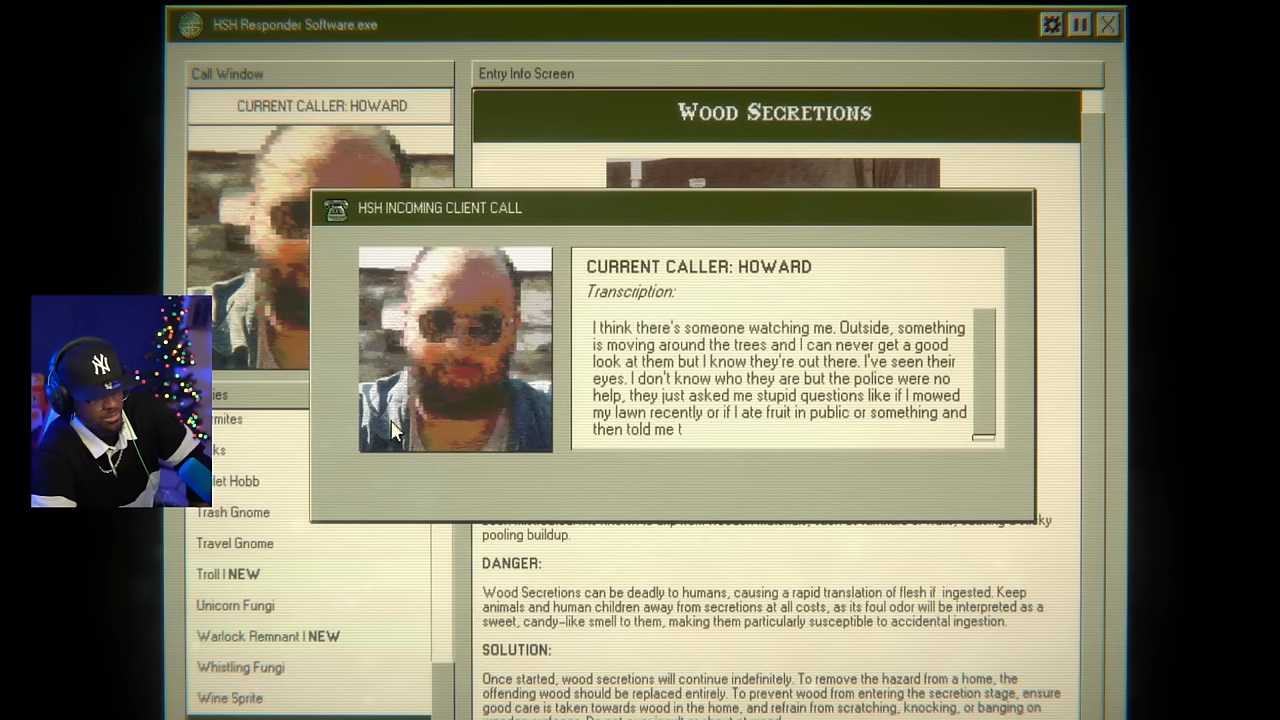 HSH Responder Software.exe
Call Window
CURRENT CALLER: HOWARD
Entry Info Screen
Wood Secretions
HSH INCOMING CLIENT CALL
CURRENT CALLER: HOWARD
Transcription:
I think there's someone watching me. Outside, something
is moving around the trees and I can never get a good
look at them but I know they're out there. I've seen their
eyes. I don't know who they are but the police were no
help, they just asked me stupid questions like if I mowed
my lawn recently or if I ate fruit in public or something and
then told me t
Trash Gnome
Travel Gnome
Troll | NEW
Unicorn Fungi
Warlock Remnant | NEW
Whistling Fungi
Wine Sprite
pooling buildup.
DANGER:
Wood Secretions can be deadly to humans, causing a rapid translation of flesh if ingested. Keep
animals and human children away from secretions at all costs, as its foul odor will be interpreted as a
sweet, candy-like smell to them, making them particularly susceptible to accidental ingestion.
SOLUTION:
Once started, wood secretions will continue indefinitely. To remove the hazard from a home, the
offending wood should be replaced entirely. To prevent wood from entering the secretion stage, ensure
good care is taken towards wood in the home, and refrain from scratching, knocking, or banging on